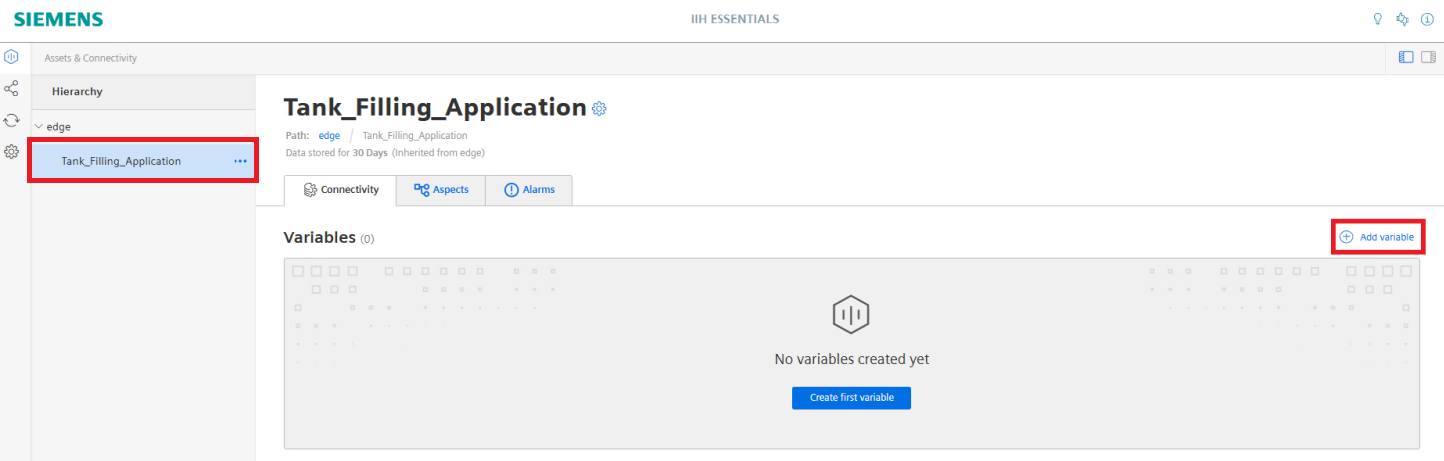 SIEMENS
IIH ESSENTIALS
Assets & Connectivity
Hierarchy
edge
Tank_Filling_Application
Tank_Filling_Application
Path: edge / Tank_Filling_Application
Data stored for 30 Days (Inherited from edge)
Connectivity
Aspects
Alarms
Variables (0)
Add variable
No variables created yet
Create first variable